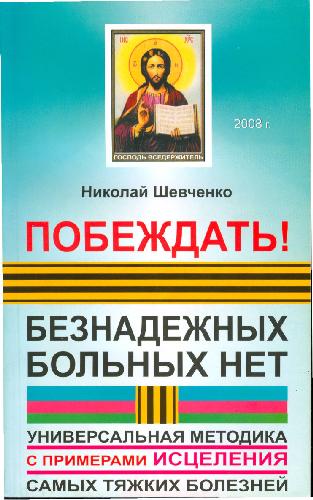 ГОСПОДЬ ВСЕДЕРЖИТЕЛЬ
2008 г.
Николай Шевченко
ПОБЕЖДАТЬ!
БЕЗНАДЕЖНЫХ
БОЛЬНЫХ НЕТ
УНИВЕРСАЛЬНАЯ МЕТОДИКА
С ПРИМЕРАМИ ИСЦЕЛЕНИЯ
САМЫХ ТЯЖКИХ БОЛЕЗНЕЙ